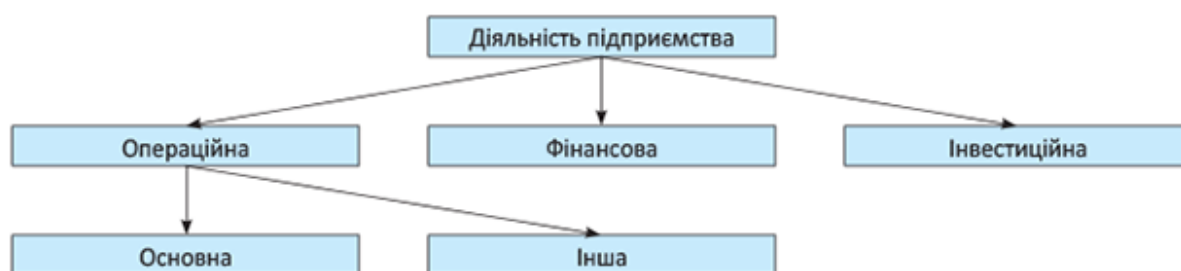 Діяльність підприємства
Операційна
Фінансова
Інвестиційна
Основна
Інша